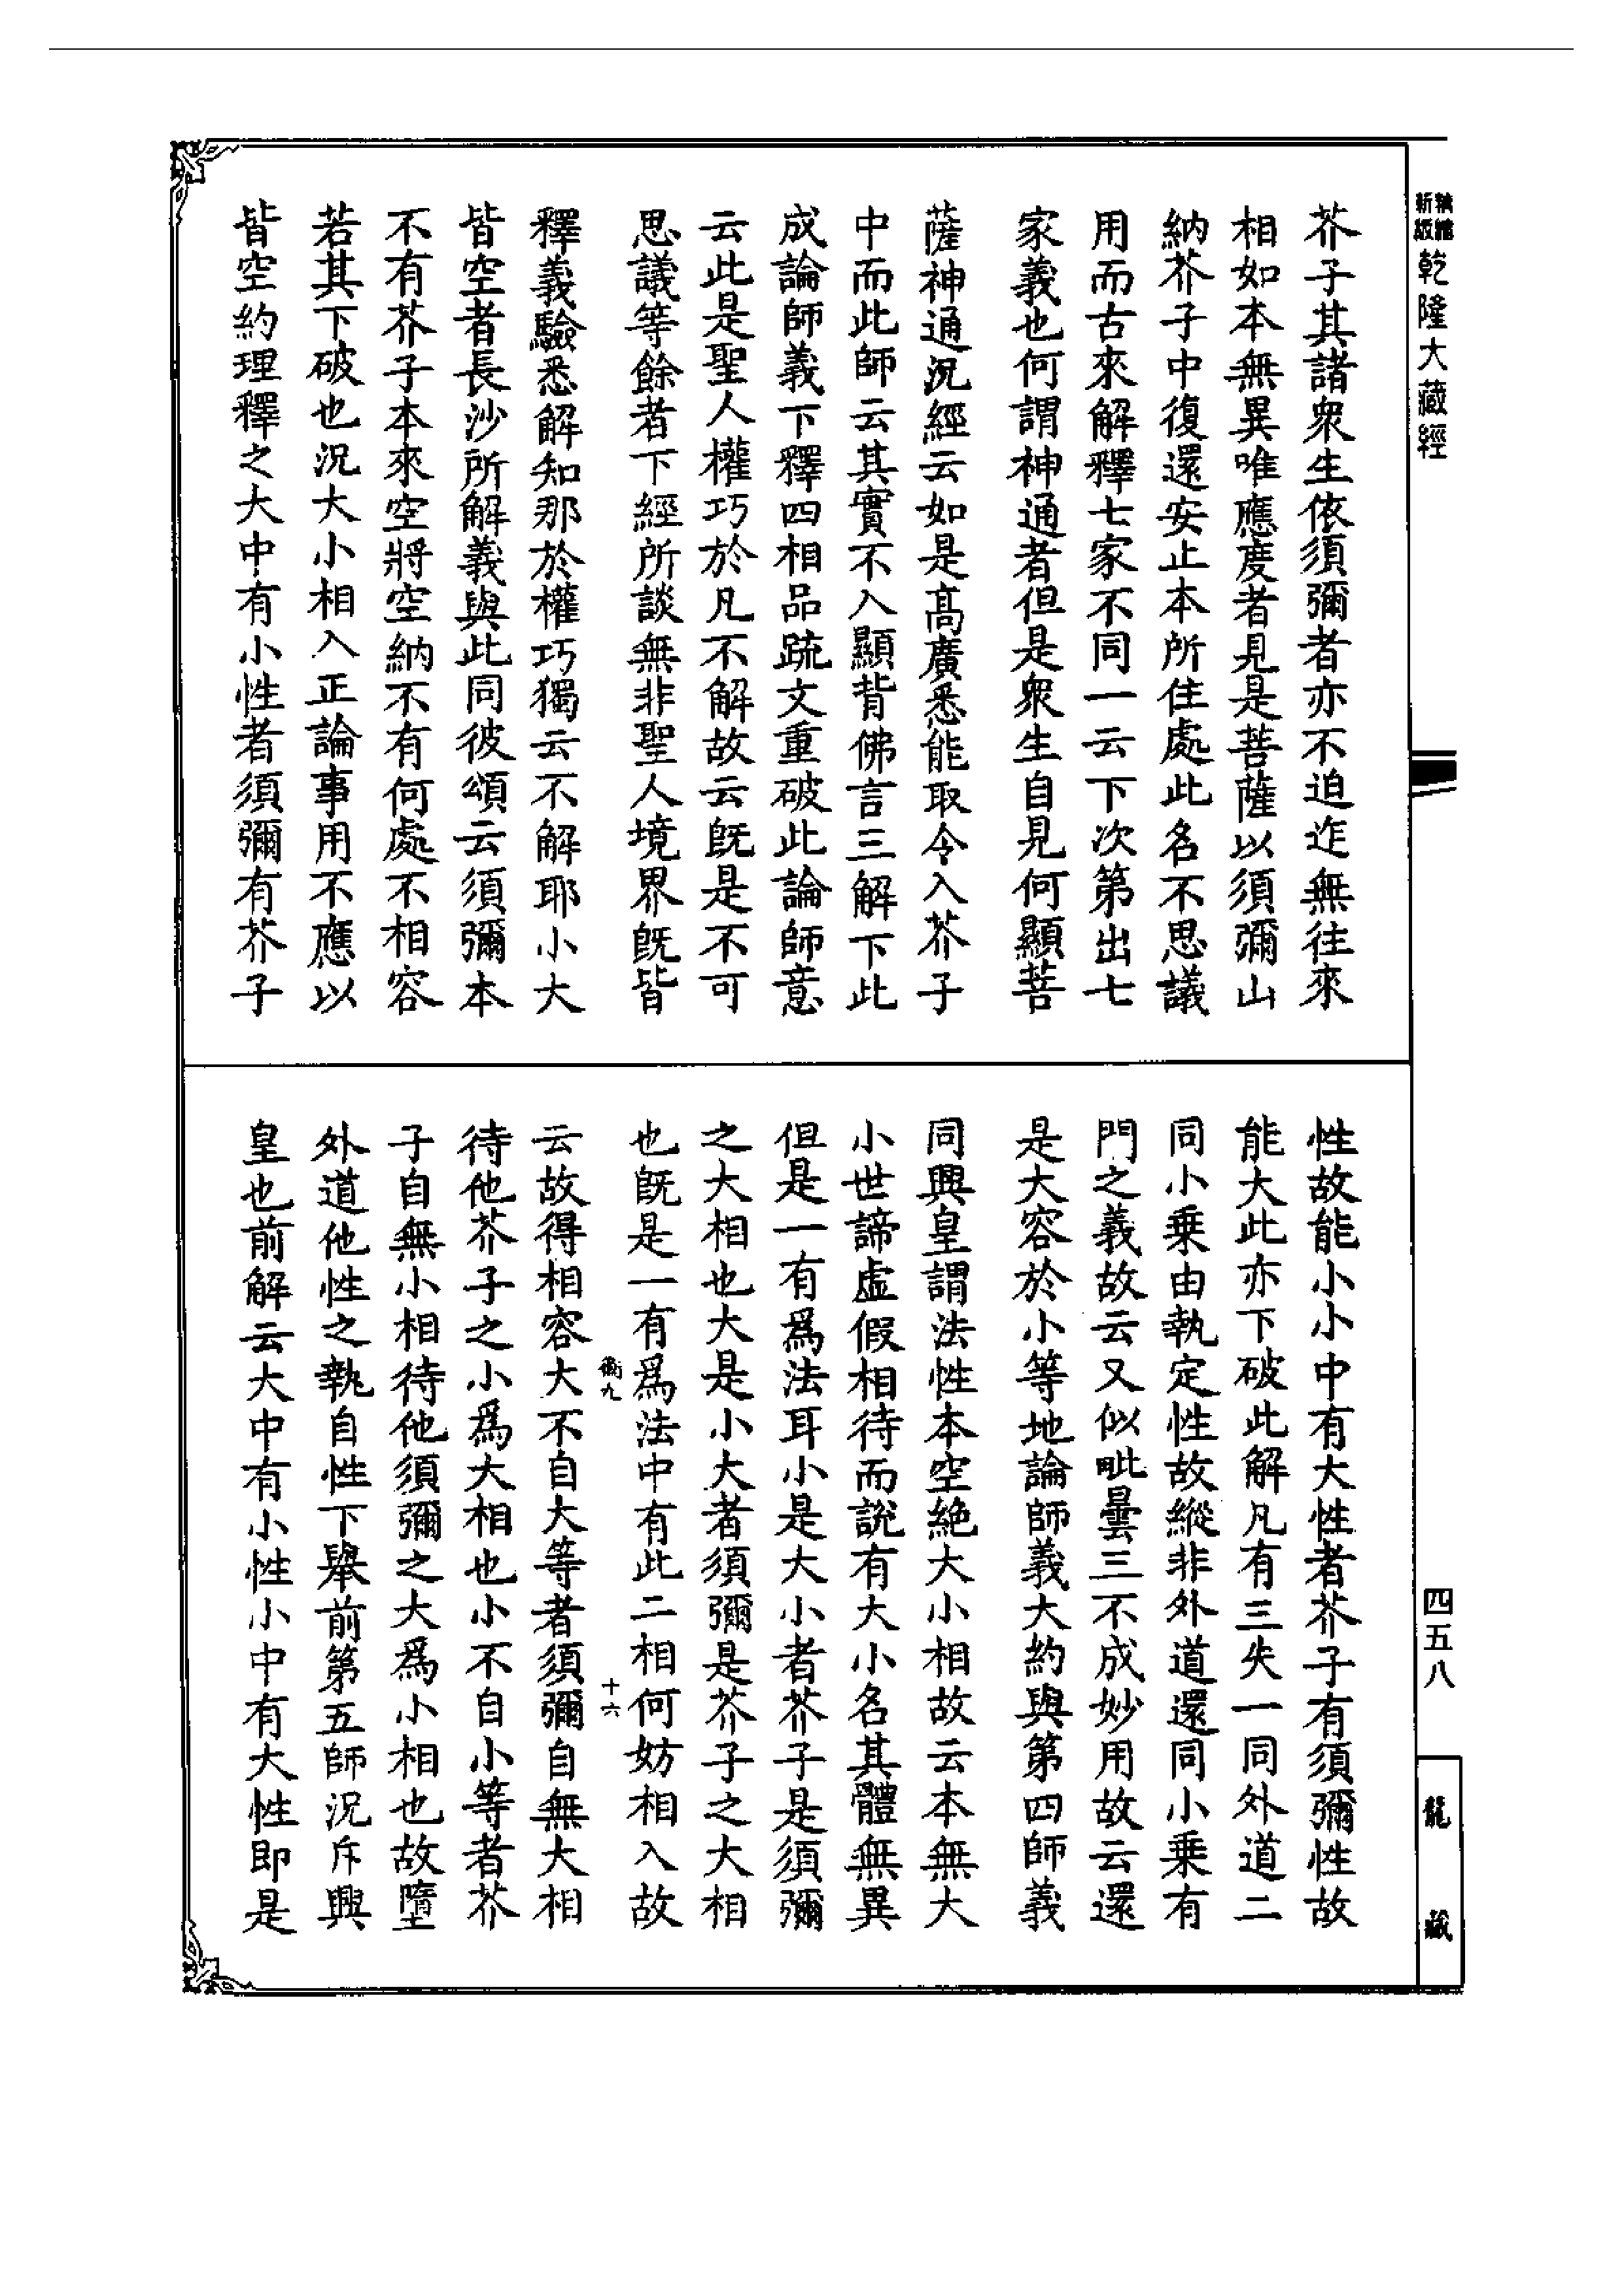 新編縮版乾隆大藏經
芥子其諸衆生依須彌者亦不迫迮無往來
相如本無異唯應度者見是菩薩以須彌山
納芥子中復還安止本所住處此名不思議
用而古來解釋七家不同一云下次第出七
家義也何謂神通者但是衆生自見何顯菩
薩神通況經云如是高廣悉能取令入芥子
中而此師云其實不入顯背佛言三解下此
成論師義下釋四相品䟽文重破此論師意
云此是聖人權巧於凡不解故云旣是不可
思議等餘者下經所談無非聖人境界旣皆
釋義驗悉解知那於權巧獨云不解耶小大
皆空者長沙所解義與此同彼頌云須彌本
不有芥子本來空將空納不有何處不相容
若其下破也況大小相入正論事用不應以
皆空約理釋之大中有小性者須彌有芥子
性故能小小中有大性者芥子有須彌性故
能大此亦下破此解凡有三失一同外道二
同小乗由執定性故縱非外道還同小乗有
門之義故云又似毗曇三不成妙用故云還
是大容於小等地論師義大約與第四師義
同興皇謂法性本空絶大小相故云本無大
小世諦虛假相待而說有大小名其體無異
但是一有爲法耳小是大小者芥子是須彌
之大相也大是小大者須彌是芥子之大相
也旣是一有爲法中有此二相何妨相入故
云故得相容大不自大等者須彌自無大相
待他芥子之小爲大相也小不自小等者芥
子自無小相待他須彌之大爲小相也故墮
外道他性之執自性下舉前第五師況斥興
皇也前解云大中有小性小中有大性即是
十六
四五八
龍藏